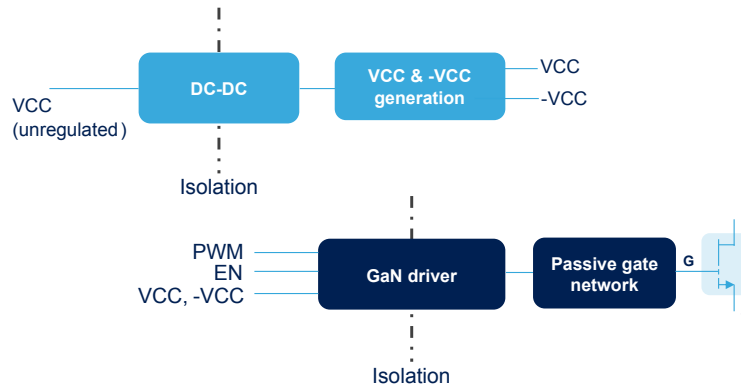 VCC
(unregulated)
DC-DC
VCC & -VCC
generation
VCC
-VCC
Isolation
PWM
EN
VCC, -VCC
GaN driver
Passive gate
network
G
Isolation